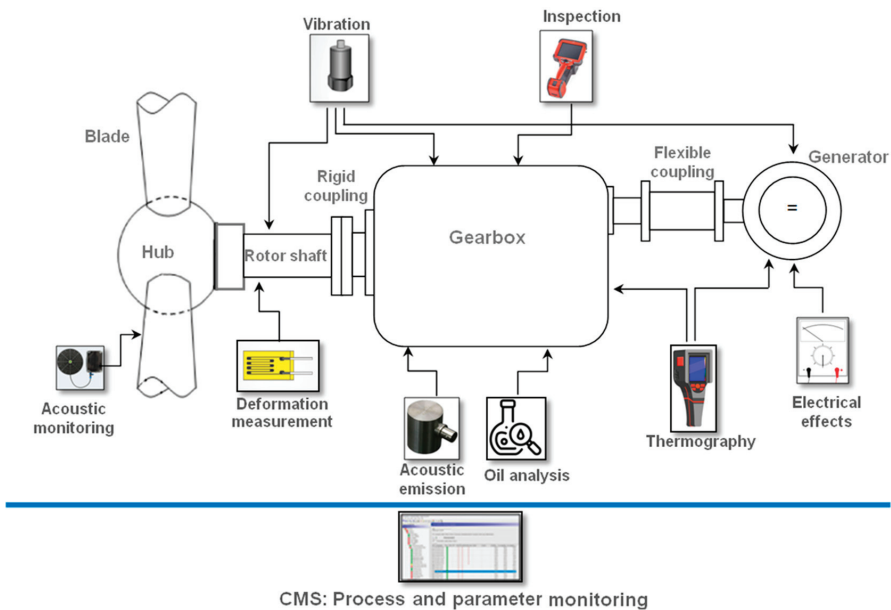 Vibration
Inspection
Blade
Rigid
coupling
Flexible
coupling
Generator
Hub
Rotor shaft
Gearbox
=
Acoustic
monitoring
Deformation
measurement
Acoustic
emission
Oil analysis
Thermography
Electrical
effects
CMS: Process and parameter monitoring